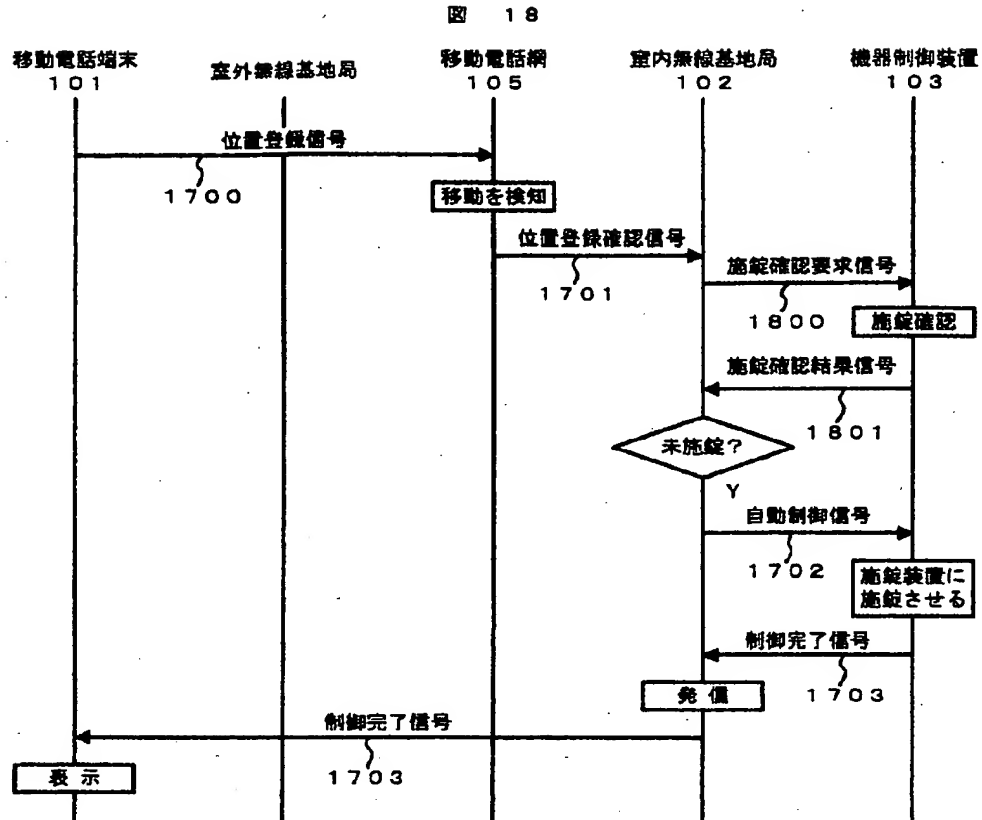 図 18
移動電話端末
101
室外無線基地局
移動電話網
105
室内無線基地局
102
機器制御装置
103
位置登録信号
1700
移動を検知
位置登録確認信号
1701
施錠確認要求信号
1800
施錠確認
施錠確認結果信号
1801
未施錠?
Y
自動制御信号
1702
施錠装置に
施錠させる
制御完了信号
1703
発信
制御完了信号
1703
表示